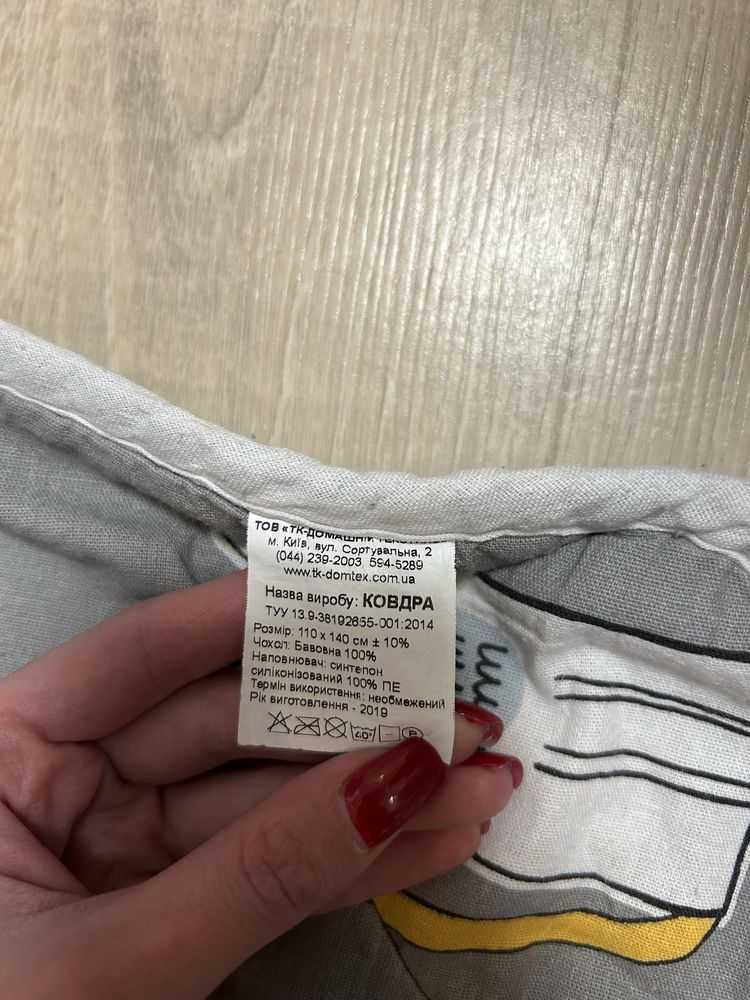 ТОВ «ТК-ДОМАШНІЙ
м. Київ, вул. Сортувальна, 2
(044) 239-2003, 594-5289
www.tk-domtex.com.ua
Назва виробу: КОВДРА
ТУУ 13.9-38192655-001:2014
Розмір: 110 х 140 см ± 10%
Чохол: Бавовна 100%
Наповнювач: синтепон
силіконізований 100% ПЕ
Термін використання: необмежений
Рік виготовлення - 2019
40° P